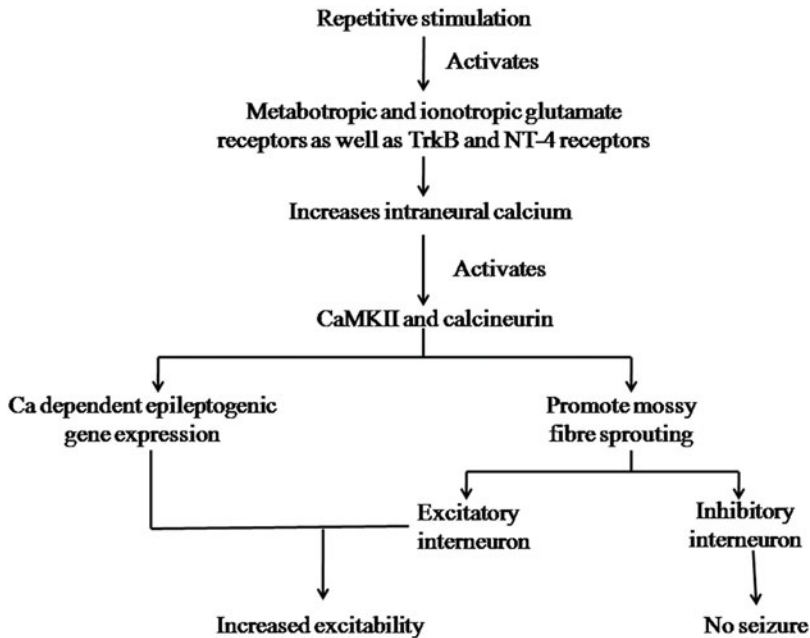 Repetitive stimulation
Activates
Metabotropic and ionotropic glutamate
receptors as well as TrkB and NT-4 receptors
Increases intraneural calcium
Activates
CaMKII and calcineurin
Ca dependent epileptogenic
gene expression
Promote mossy
fibre sprouting
Excitatory
interneuron
Inhibitory
interneuron
Increased excitability
No seizure